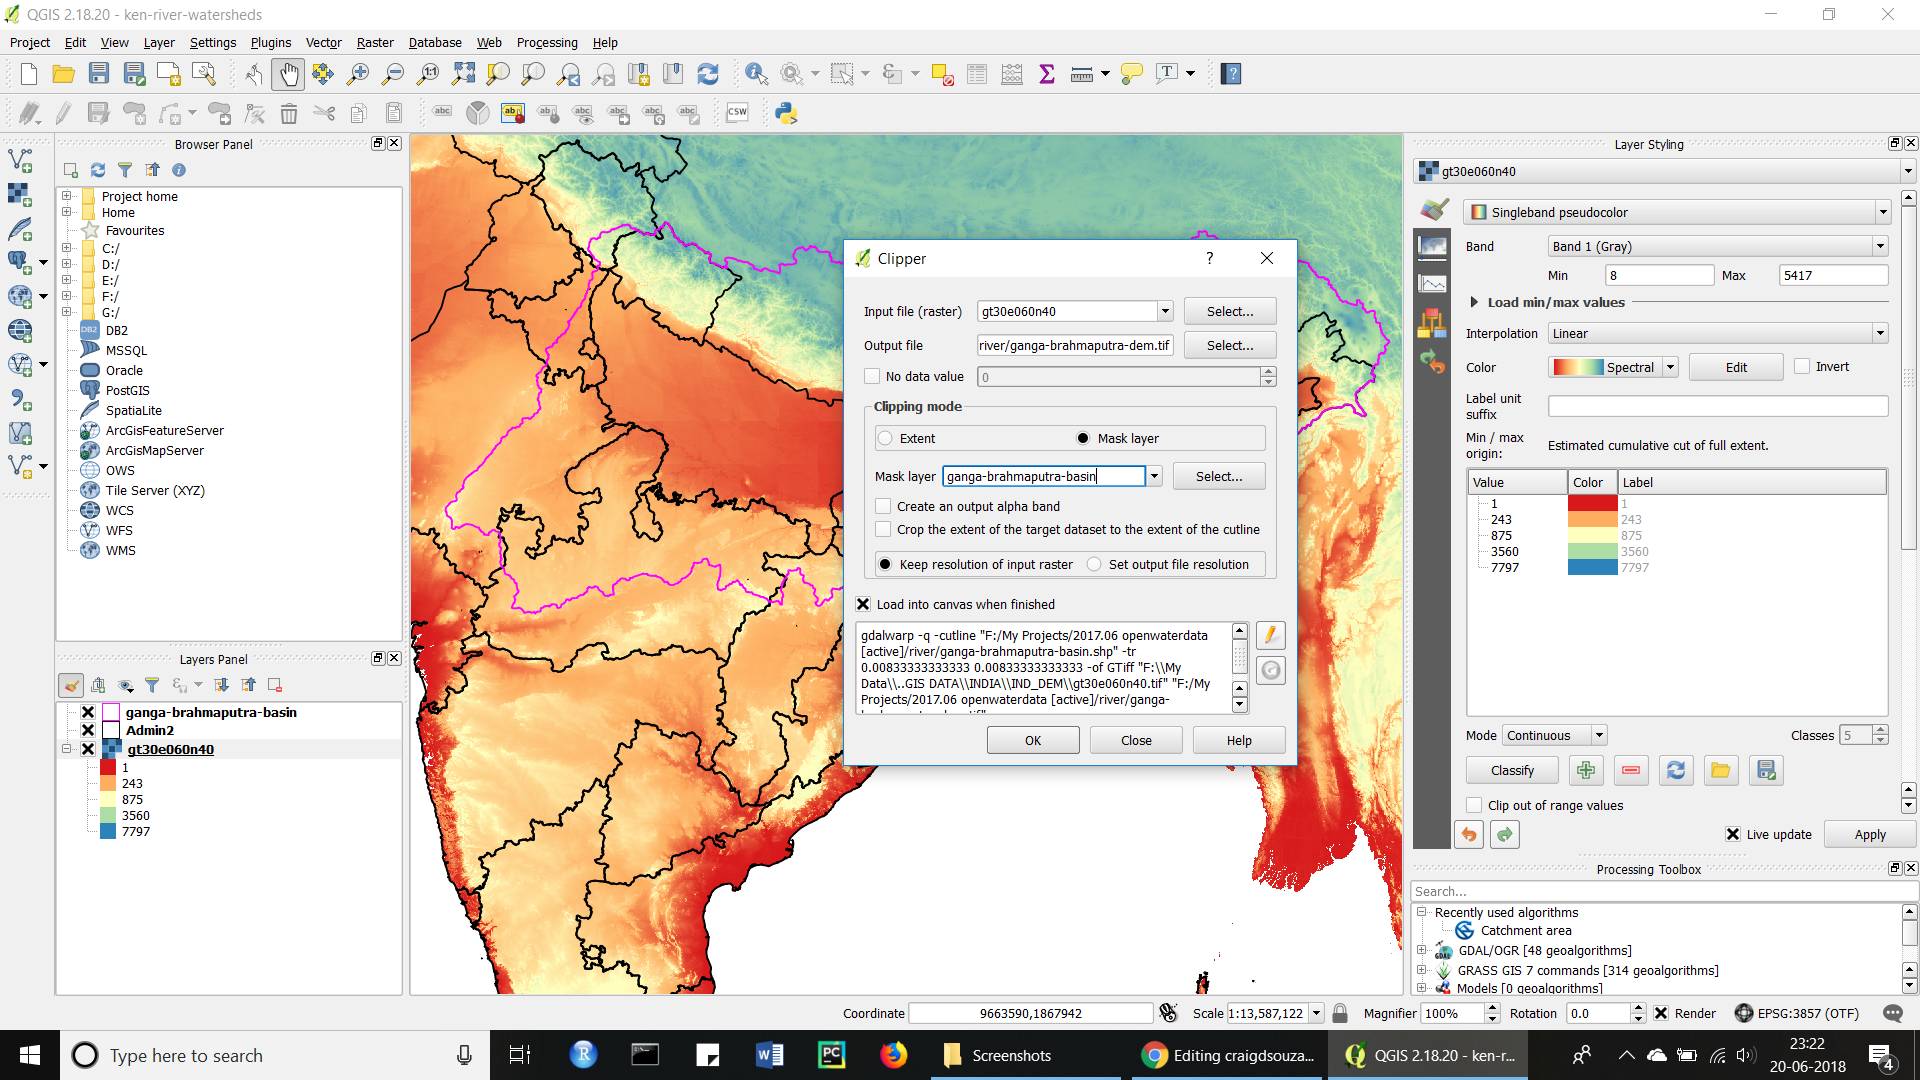 QGIS 2.18.20 - ken-river-watersheds
Project Edit View Layer Settings Plugins Vector Raster Database Web Processing Help
Browser Panel
Project home
Home
Favourites
C:/
D:/
E:/
F:/
G:/
DB2
MSSQL
Oracle
PostGIS
SpatiaLite
ArcGisFeatureServer
ArcGisMapServer
OWS
Tile Server (XYZ)
WCS
WFS
WMS
Layers Panel
ganga-brahmaputra-basin
Admin2
gt30e060n40
1
243
875
3560
7797
Clipper
Input file (raster) gt30e060n40 Select...
Output file river/ganga-brahmaputra-dem.tif Select...
No data value 0
Clipping mode
Extent Mask layer
Mask layer ganga-brahmaputra-basin Select...
Create an output alpha band
Crop the extent of the target dataset to the extent of the cutline
Keep resolution of input raster Set output file resolution
Load into canvas when finished
gdalwarp -q -cutline "F:/My Projects/2017.06 openwaterdata
[active]/river/ganga-brahmaputra-basin.shp" -tr
0.00833333333333 0.00833333333333 -of GTiff "F:\\My
Data\\..GIS DATA\\INDIA\\IND_DEM\\gt30e060n40.tif" "F:/My
Projects/2017.06 openwaterdata [active]/river/ganga-
OK Close Help
Layer Styling
gt30e060n40
Singleband pseudocolor
Band Band 1 (Gray)
Min 8 Max 5417
Load min/max values
Interpolation Linear
Color Spectral Edit Invert
Label unit
suffix
Min / max
origin: Estimated cumulative cut of full extent.
Value Color Label
1 1
243 243
875 875
3560 3560
7797 7797
Mode Continuous Classes 5
Classify
Clip out of range values
Live update Apply
Processing Toolbox
Search...
Recently used algorithms
Catchment area
GDAL/OGR [48 geoalgorithms]
GRASS GIS 7 commands [314 geoalgorithms]
Models [0 geoalgorithms]
Coordinate 9663590,1867942 Scale 1:13,587,122 Magnifier 100% Rotation 0.0 Render EPSG:3857 (OTF)
Type here to search Screenshots Editing craigdsouza... QGIS 2.18.20 - ken-r...
23:22
20-06-2018
4